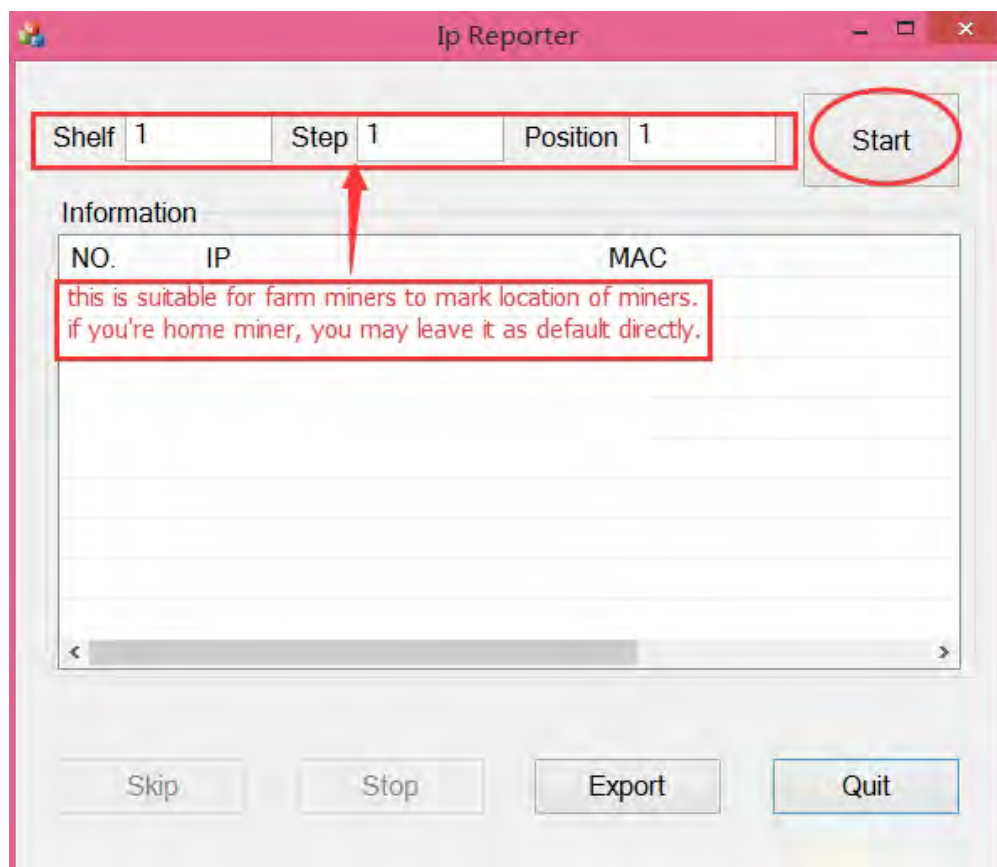 Ip Reporter
Shelf 1 Step 1 Position 1 Start
Information
NO. IP MAC
this is suitable for farm miners to mark location of miners.
if you're home miner, you may leave it as default directly.
Skip Stop Export Quit